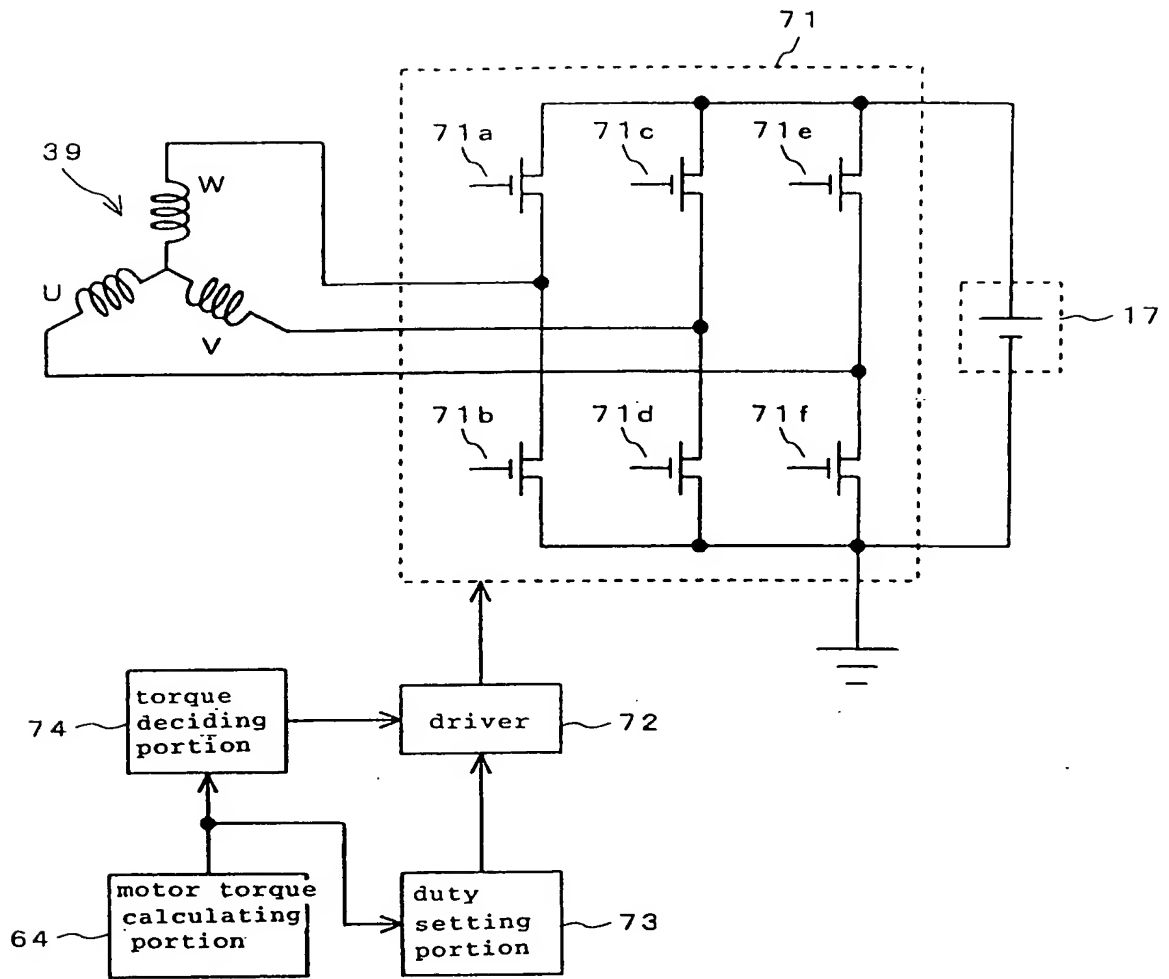 71
71a
71c
71e
39
W
U
V
17
71b
71d
71f
torque
deciding
portion
74
driver
72
motor torque
calculating
portion
64
duty
setting
portion
73